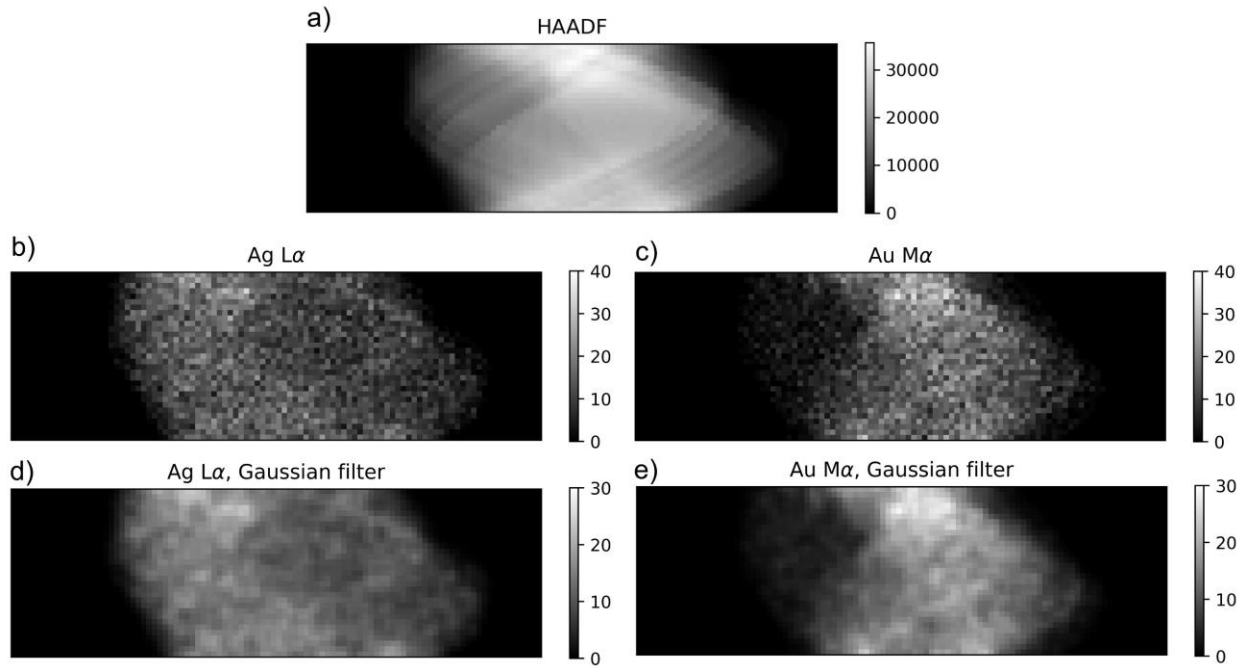 a)
HAADF
30000
20000
10000
0
b)
Ag Lα
40
30
20
10
0
c)
Au Mα
40
30
20
10
0
d)
Ag Lα, Gaussian filter
30
20
10
0
e)
Au Mα, Gaussian filter
30
20
10
0